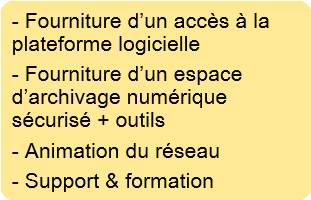 - Fourniture d’un accès à la
plateforme logicielle
- Fourniture d’un espace
d’archivage numérique
sécurisé + outils
- Animation du réseau
- Support & formation